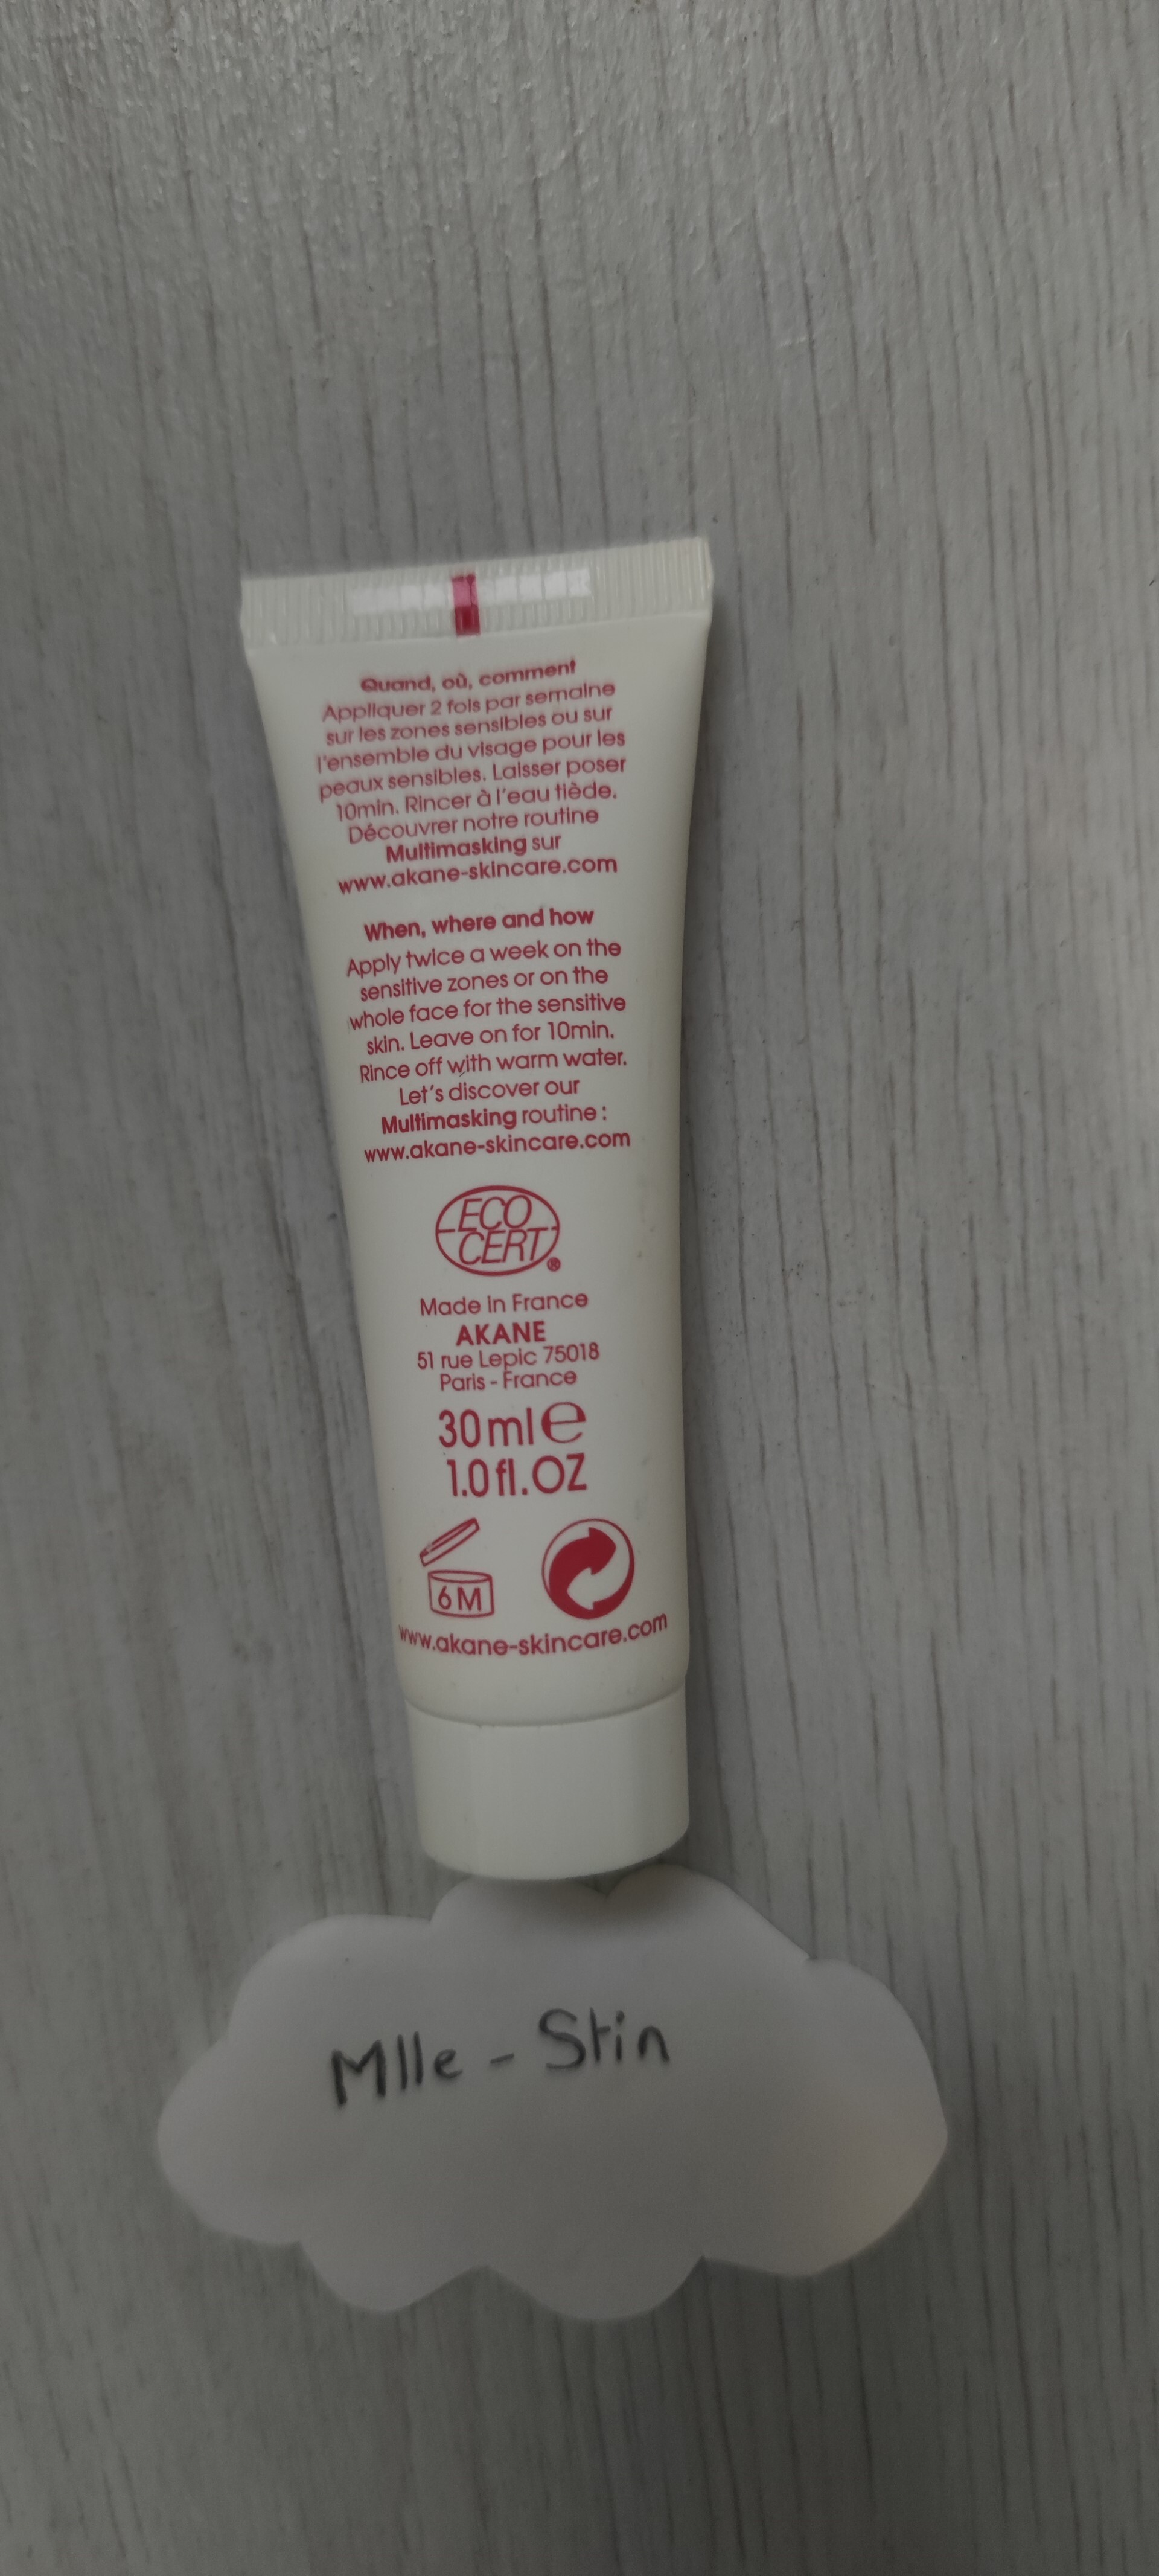 Quand, où, comment
Appliquer 2 fois par semaine
sur les zones sensibles ou sur
l'ensemble du visage pour les
peaux sensibles. Laisser poser
10min. Rincer à l'eau tiède.
Découvrer notre routine
Multimasking sur
www.akane-skincare.com
When, where and how
Apply twice a week on the
sensitive zones or on the
whole face for the sensitive
skin. Leave on for 10min.
Rince off with warm water.
Let's discover our
Multimasking routine :
www.akane-skincare.com
ECO
CERT®
Made in France
AKANE
51 rue Lepic 75018
Paris - France
30ml e
1.0 fl.OZ
6M
www.akane-skincare.com
Mlle - Stin